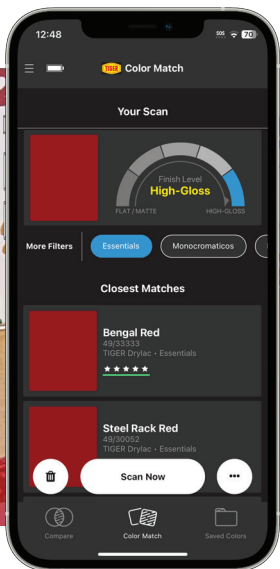 12:48
SOS 70
TIGER Color Match
Your Scan
Finish Level
High-Gloss
FLAT/MATTE HIGH-GLOSS
More Filters Essentials Monocromaticos
Closest Matches
Bengal Red
49/33333
TIGER Drylac • Essentials
Steel Rack Red
49/30052
TIGER Drylac • Essentials
Scan Now
Compare Color Match Saved Colors